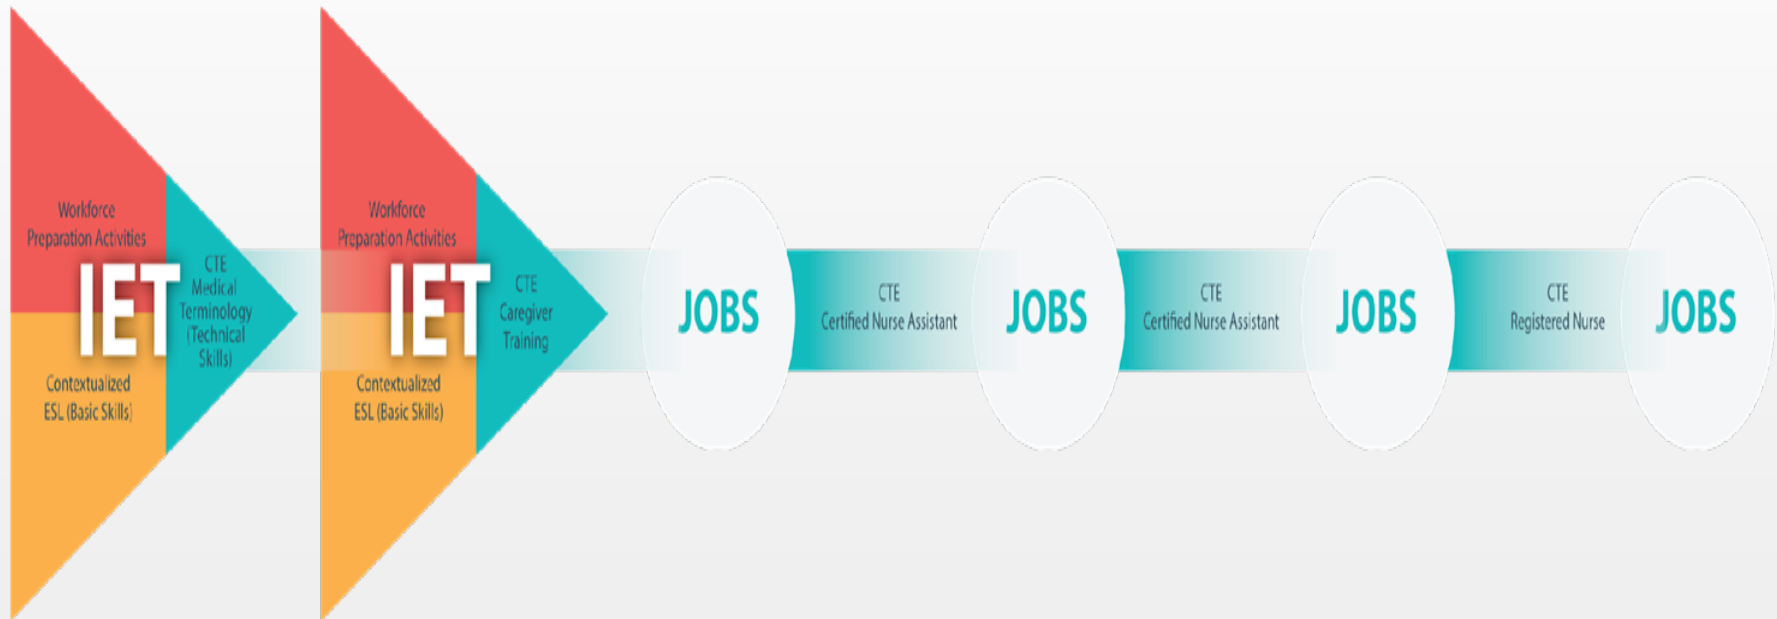 Workforce
Preparation Activities
IET
CTE
Medical
Terminology
(Technical
Skills)
Contextualized
ESL (Basic Skills)
Workforce
Preparation Activities
IET
CTE
Caregiver
Training
Contextualized
ESL (Basic Skills)
JOBS
CTE
Certified Nurse Assistant
JOBS
CTE
Certified Nurse Assistant
JOBS
CTE
Registered Nurse
JOBS